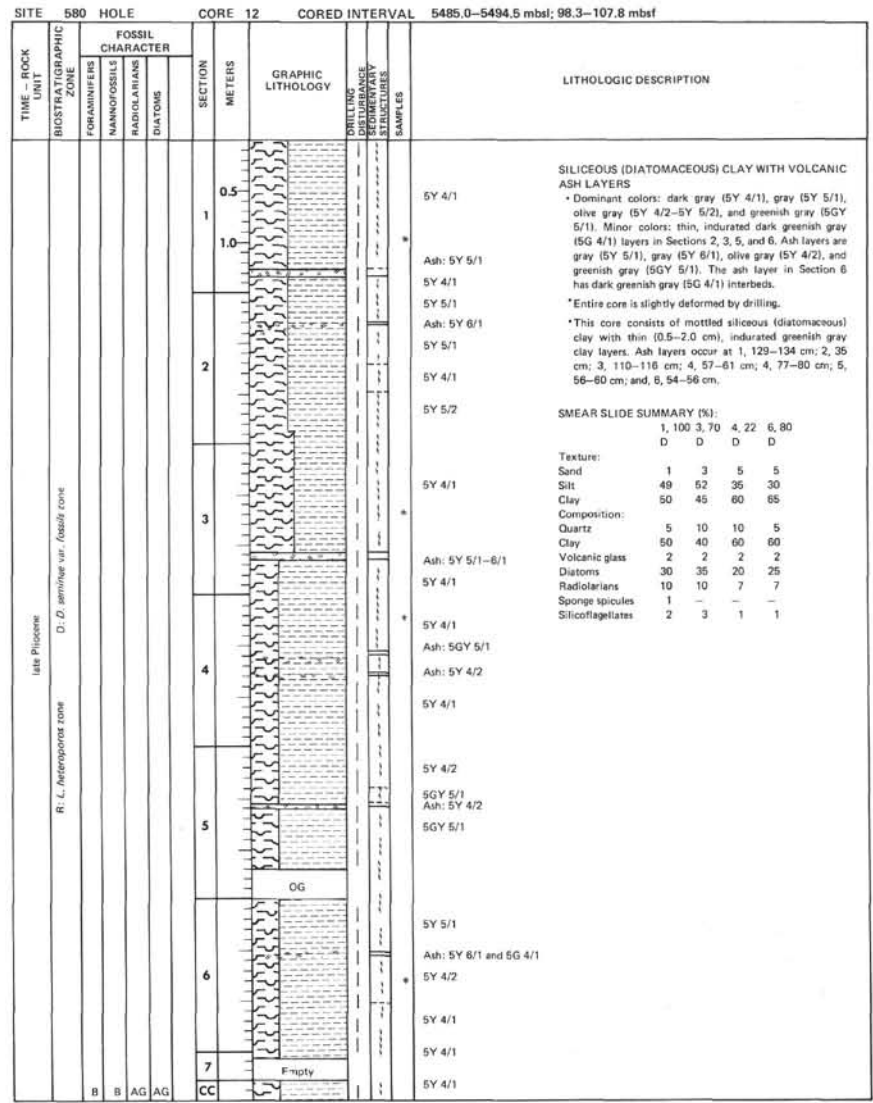 SITE 580 HOLE CORE 12 CORED INTERVAL 5485.0–5494.5 mbsl; 98.3–107.8 mbsf
TIME – ROCK UNIT
BIOSTRATIGRAPHIC ZONE
FOSSIL CHARACTER
FORAMINIFERS
NANNOFOSSILS
RADIOLARIANS
DIATOMS
SECTION
METERS
GRAPHIC LITHOLOGY
DRILLING DISTURBANCE
SEDIMENTARY STRUCTURES
SAMPLES
LITHOLOGIC DESCRIPTION
late Pliocene
D: D. seminae var. fossils zone
R: L. heteroporos zone
B B AG AG
1
0.5
1.0
2
3
4
5
6
7
CC
OG
Empty
*
*
*
*
5Y 4/1
Ash: 5Y 5/1
5Y 4/1
5Y 5/1
Ash: 5Y 6/1
5Y 5/1
5Y 4/1
5Y 5/2
5Y 4/1
Ash: 5Y 5/1–6/1
5Y 4/1
5Y 4/1
Ash: 5GY 5/1
Ash: 5Y 4/2
5Y 4/1
5Y 4/2
5GY 5/1
Ash: 5Y 4/2
5GY 5/1
5Y 5/1
Ash: 5Y 6/1 and 5G 4/1
5Y 4/2
5Y 4/1
5Y 4/1
5Y 4/1
SILICEOUS (DIATOMACEOUS) CLAY WITH VOLCANIC
ASH LAYERS
• Dominant colors: dark gray (5Y 4/1), gray (5Y 5/1),
olive gray (5Y 4/2–5Y 5/2), and greenish gray (5GY
5/1). Minor colors: thin, indurated dark greenish gray
(5G 4/1) layers in Sections 2, 3, 5, and 6. Ash layers are
gray (5Y 5/1), gray (5Y 6/1), olive gray (5Y 4/2), and
greenish gray (5GY 5/1). The ash layer in Section 6
has dark greenish gray (5G 4/1) interbeds.
•Entire core is slightly deformed by drilling.
•This core consists of mottled siliceous (diatomaceous)
clay with thin (0.5–2.0 cm), indurated greenish gray
clay layers. Ash layers occur at 1, 129–134 cm; 2, 35
cm; 3, 110–116 cm; 4, 57–61 cm; 4, 77–80 cm; 5,
56–60 cm; and, 6, 54–56 cm.
SMEAR SLIDE SUMMARY (%):
1, 100 3, 70 4, 22 6, 80
D D D D
Texture:
Sand 1 3 5 5
Silt 49 52 35 30
Clay 50 45 60 65
Composition:
Quartz 5 10 10 5
Clay 50 40 60 60
Volcanic glass 2 2 2 2
Diatoms 30 35 20 25
Radiolarians 10 10 7 7
Sponge spicules 1 – – –
Silicoflagellates 2 3 1 1